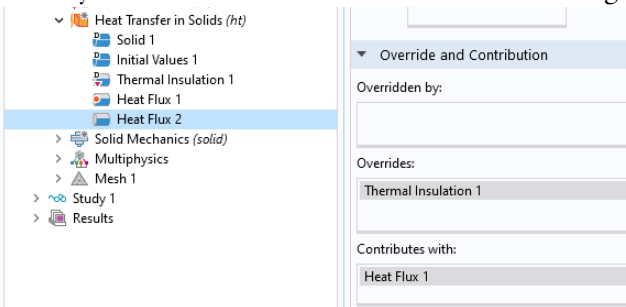 Heat Transfer in Solids (ht)
Solid 1
Initial Values 1
Thermal Insulation 1
Heat Flux 1
Heat Flux 2
Solid Mechanics (solid)
Multiphysics
Mesh 1
Study 1
Results
Override and Contribution
Overridden by:
Overrides:
Thermal Insulation 1
Contributes with:
Heat Flux 1